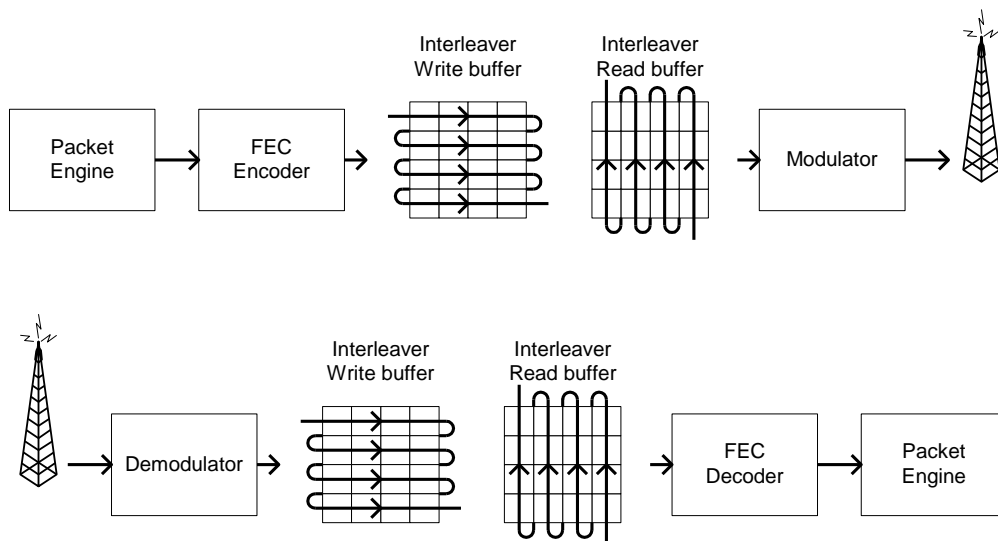 Interleaver
Write buffer
Interleaver
Read buffer
Packet
Engine
FEC
Encoder
Modulator
Interleaver
Write buffer
Interleaver
Read buffer
Demodulator
FEC
Decoder
Packet
Engine